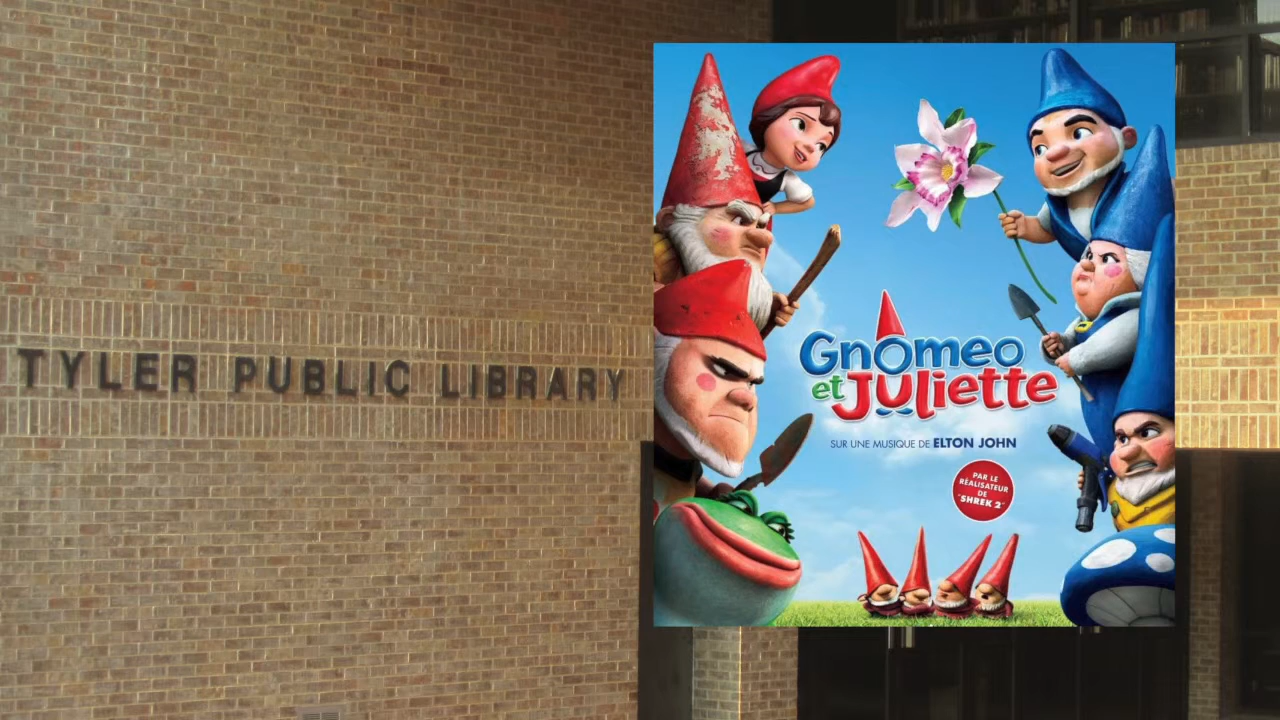 TYLER PUBLIC LIBRARY
Gnomeo
et Juliette
SUR UNE MUSIQUE DE ELTON JOHN
PAR LE
RÉALISATEUR
DE
"SHREK 2"